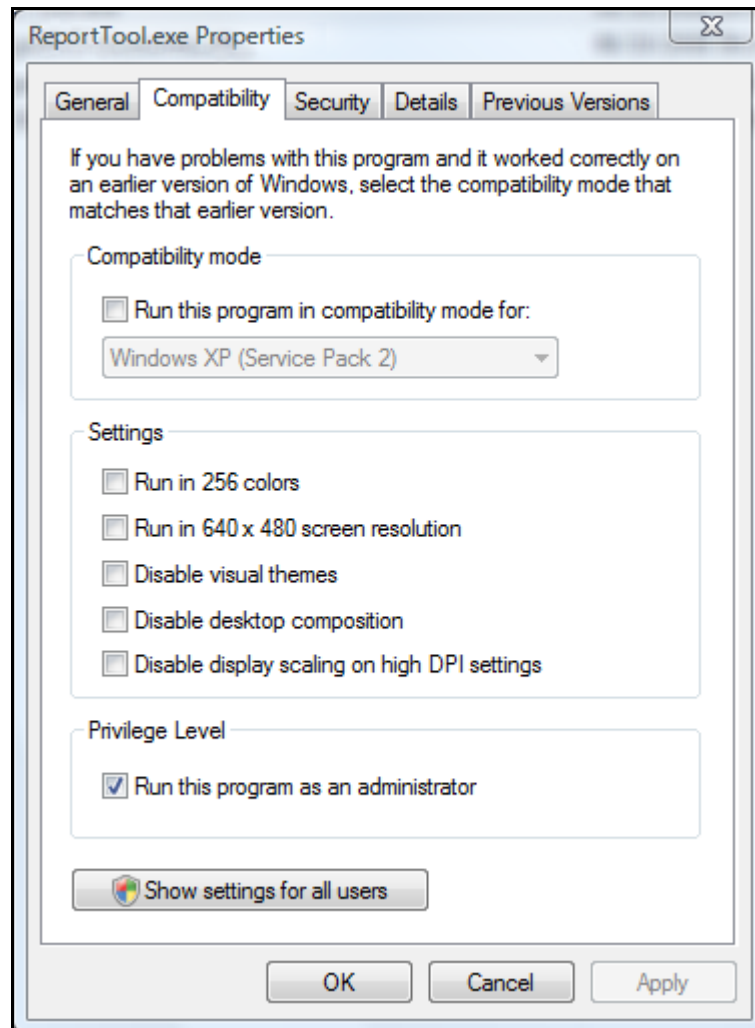 ReportTool.exe Properties
General Compatibility Security Details Previous Versions
If you have problems with this program and it worked correctly on
an earlier version of Windows, select the compatibility mode that
matches that earlier version.
Compatibility mode
Run this program in compatibility mode for:
Windows XP (Service Pack 2)
Settings
Run in 256 colors
Run in 640 x 480 screen resolution
Disable visual themes
Disable desktop composition
Disable display scaling on high DPI settings
Privilege Level
Run this program as an administrator
Show settings for all users
OK Cancel Apply